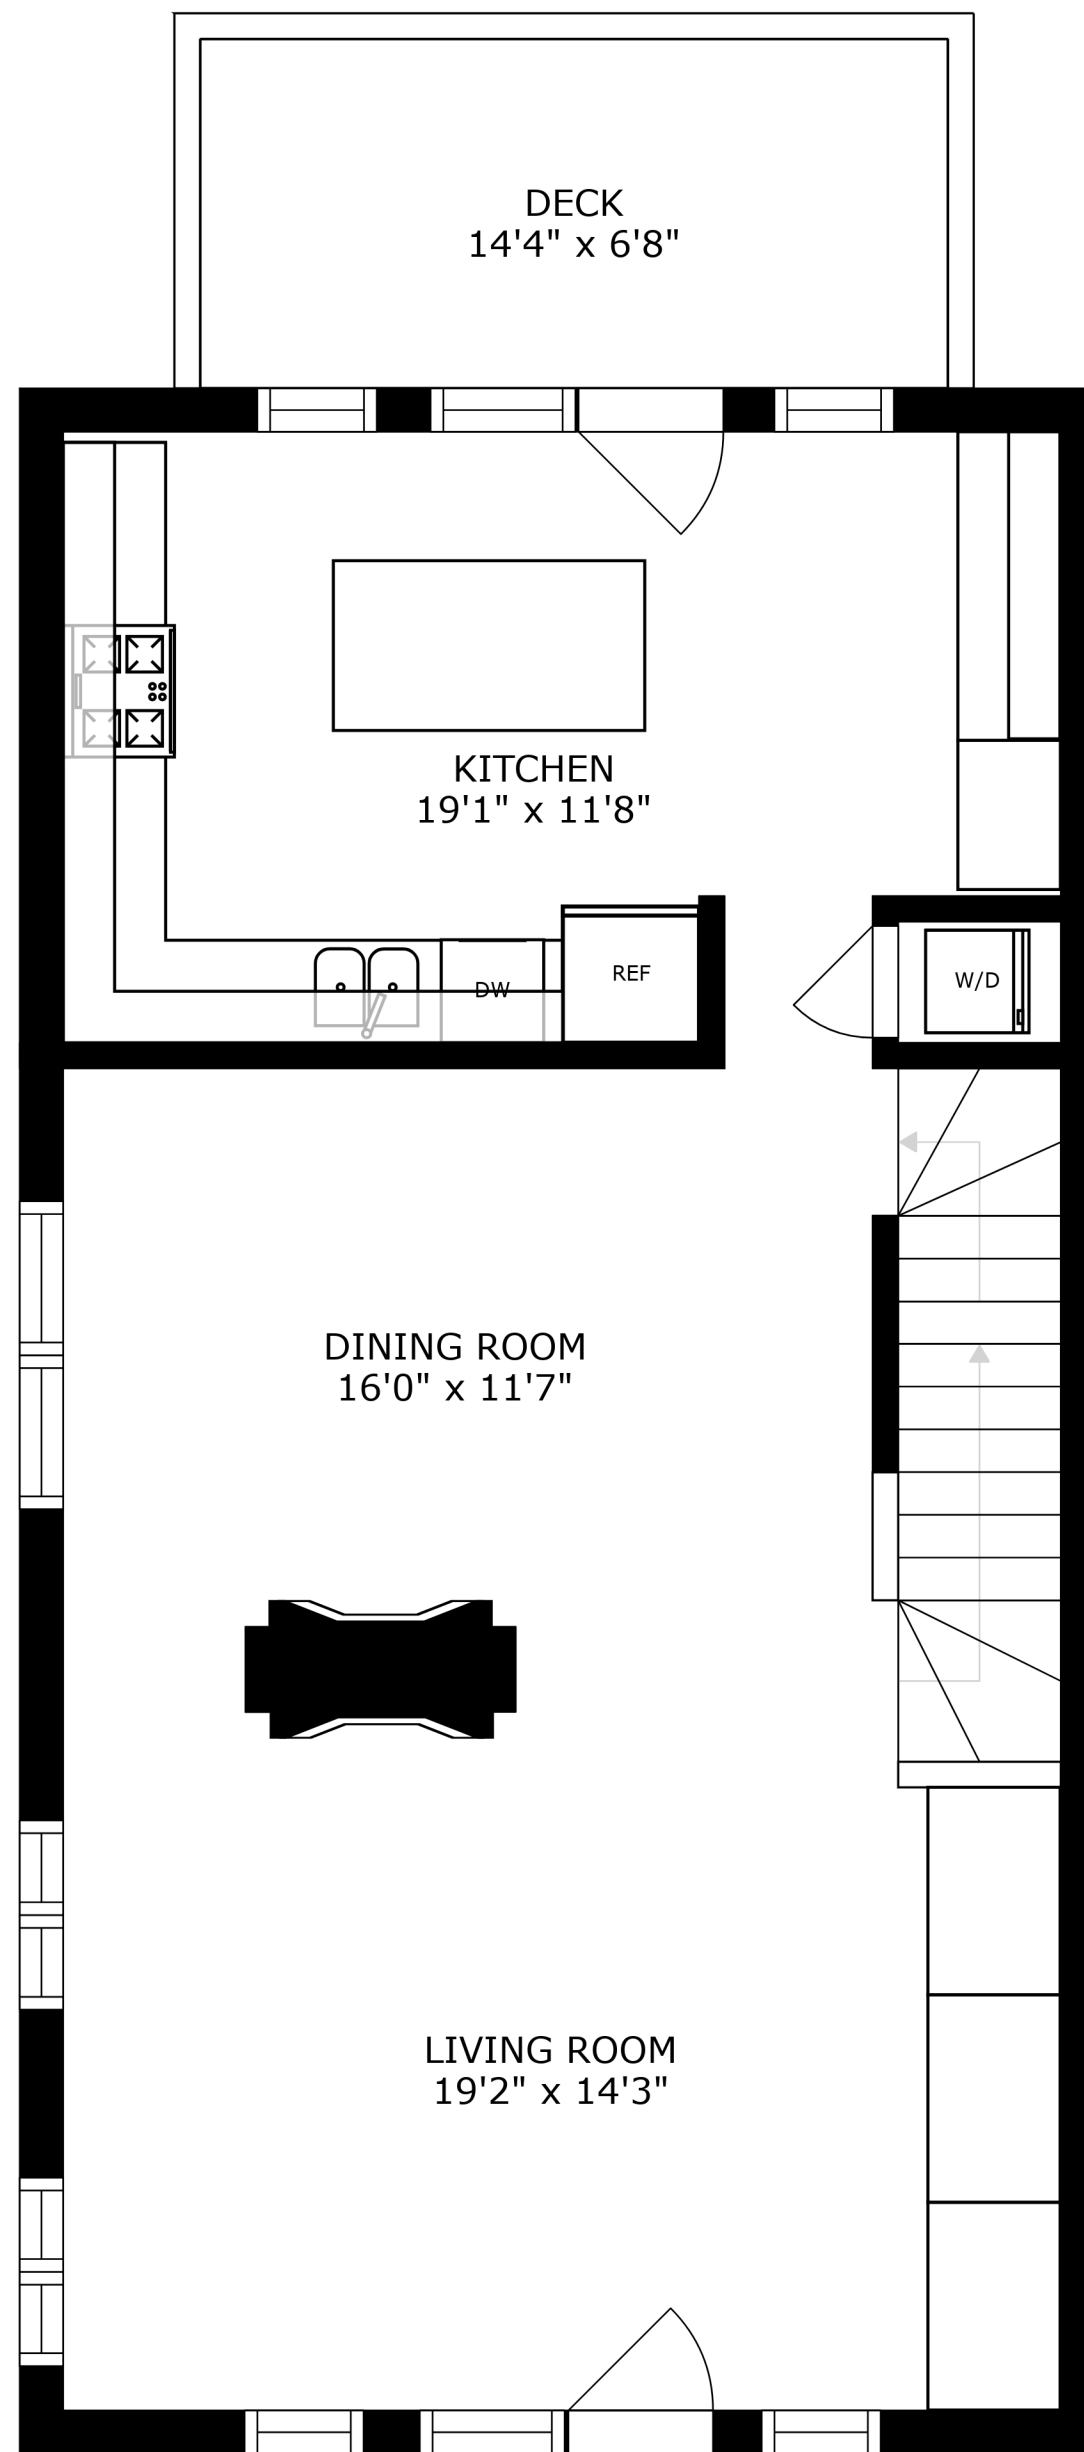 DECK
14'4" x 6'8"
KITCHEN
19'1" x 11'8"
REF
DW
W/D
DINING ROOM
16'0" x 11'7"
LIVING ROOM
19'2" x 14'3"